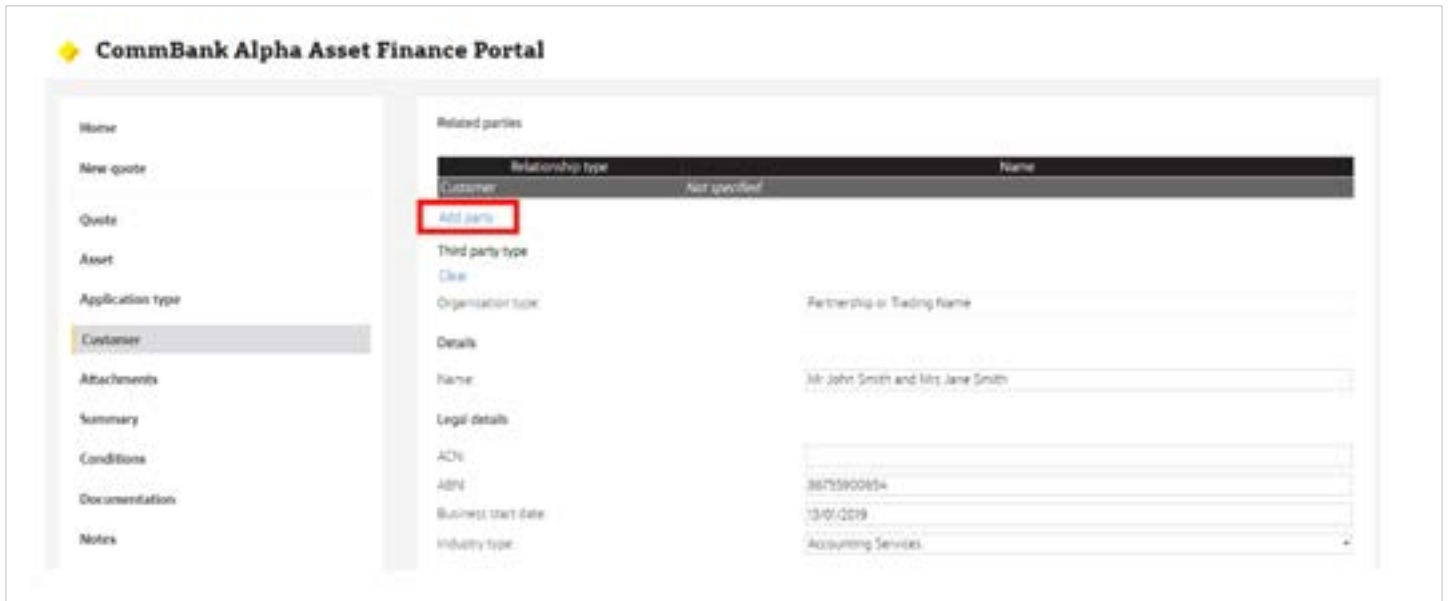 CommBank Alpha Asset Finance Portal
Home
New quote
Quote
Asset
Application type
Customer
Attachments
Summary
Conditions
Documentation
Notes
Related parties
Relationship type Name
Customer Not specified
Add party
Third party type
Clear
Organisation type:
Partnership or Trading Name
Details
Name:
Mr John Smith and Mrs Jane Smith
Legal details
ACN:
ABN:
Business start date:
13/01/2019
Industry type:
Accounting Services